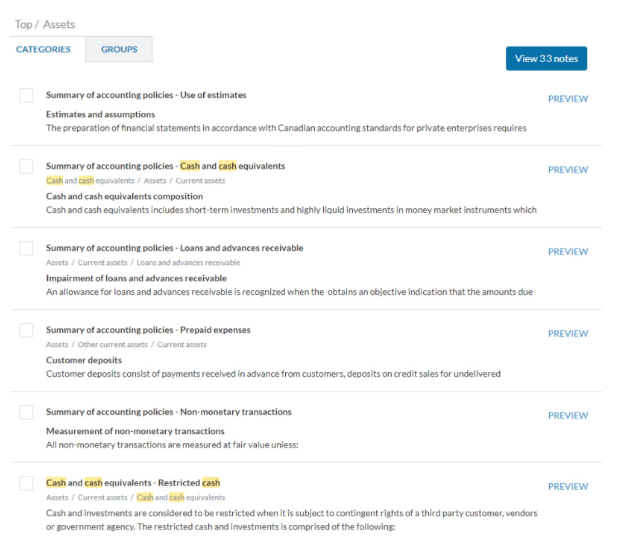 Top / Assets
CATEGORIES
GROUPS
View 33 notes
Summary of accounting policies - Use of estimates
PREVIEW
Estimates and assumptions
The preparation of financial statements in accordance with Canadian accounting standards for private enterprises requires
Summary of accounting policies - Cash and cash equivalents
PREVIEW
Cash and cash equivalents / Assets / Current assets
Cash and cash equivalents composition
Cash and cash equivalents includes short-term investments and highly liquid investments in money market instruments which
Summary of accounting policies - Loans and advances receivable
PREVIEW
Assets / Current assets / Loans and advances receivable
Impairment of loans and advances receivable
An allowance for loans and advances receivable is recognized when the obtains an objective indication that the amounts due
Summary of accounting policies - Prepaid expenses
PREVIEW
Assets / Other current assets / Current assets
Customer deposits
Customer deposits consist of payments received in advance from customers, deposits on credit sales for undelivered
Summary of accounting policies - Non-monetary transactions
PREVIEW
Measurement of non-monetary transactions
All non-monetary transactions are measured at fair value unless:
Cash and cash equivalents - Restricted cash
PREVIEW
Assets / Current assets / Cash and cash equivalents
Cash and investments are considered to be restricted when it is subject to contingent rights of a third party customer, vendors
or government agency. The restricted cash and investments is comprised of the following: